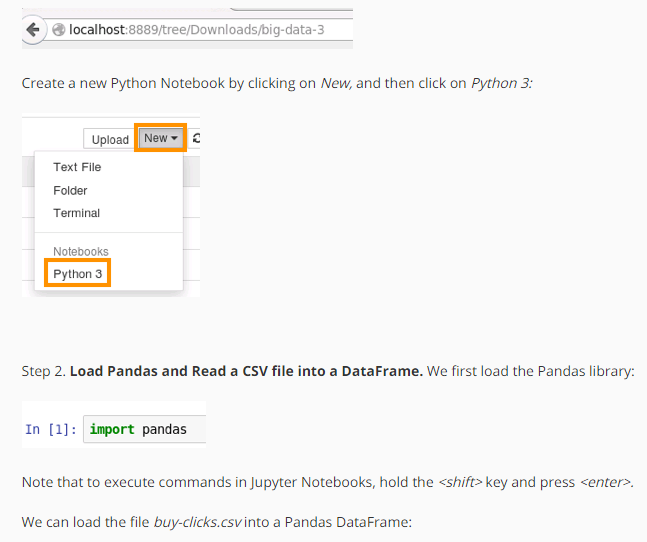 localhost:8889/tree/Downloads/big-data-3
Create a new Python Notebook by clicking on New, and then click on Python 3:
Upload New
Text File
Folder
Terminal
Notebooks
Python 3
Step 2. Load Pandas and Read a CSV file into a DataFrame. We first load the Pandas library:
In [1]: import pandas
Note that to execute commands in Jupyter Notebooks, hold the <shift> key and press <enter>.
We can load the file buy-clicks.csv into a Pandas DataFrame: